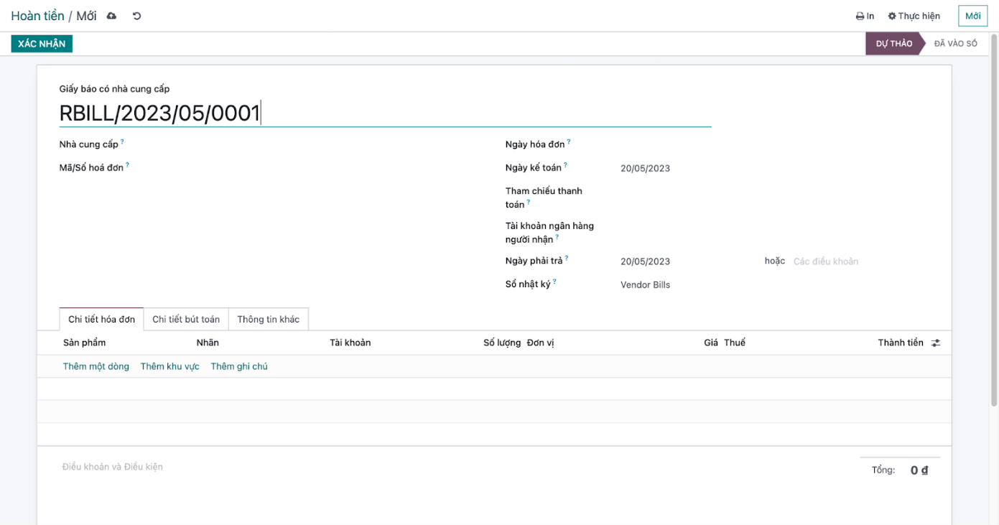 Hoàn tiền / Mới
In Thực hiện Mới
XÁC NHẬN
DỰ THẢO ĐÃ VÀO SỔ
Giấy báo có nhà cung cấp
RBILL/2023/05/0001
Nhà cung cấp ?
Mã/Số hoá đơn ?
Ngày hóa đơn ?
Ngày kế toán ? 20/05/2023
Tham chiếu thanh
toán ?
Tài khoản ngân hàng
người nhận ?
Ngày phải trả ? 20/05/2023 hoặc Các điều khoản
Sổ nhật ký ? Vendor Bills
Chi tiết hóa đơn Chi tiết bút toán Thông tin khác
Sản phẩm Nhãn Tài khoản Số lượng Đơn vị Giá Thuế Thành tiền
Thêm một dòng Thêm khu vực Thêm ghi chú
Điều khoản và Điều kiện
Tổng: 0 ₫